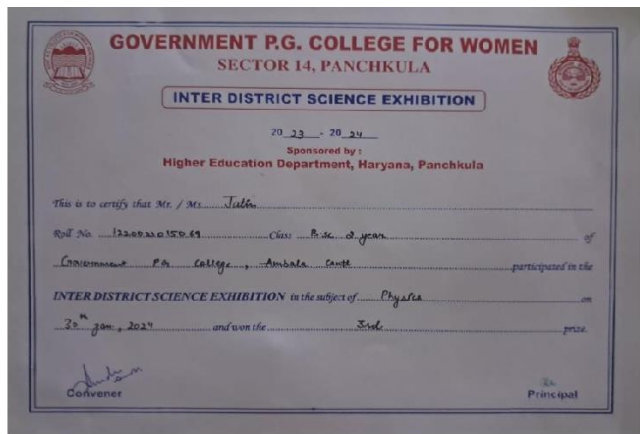 GOVERNMENT P.G. COLLEGE FOR WOMEN
SECTOR 14, PANCHKULA
INTER DISTRICT SCIENCE EXHIBITION
20 23 - 20 24
Sponsored by :
Higher Education Department, Haryana, Panchkula
This is to certify that Mr. / Ms.
Roll No. Class B.sc 2 year of
Government PG College, Ambala Cantt participated in the
INTER DISTRICT SCIENCE EXHIBITION in the subject of Physics on
30th Jan, 2024 and won the 3rd prize.
Convener
Principal